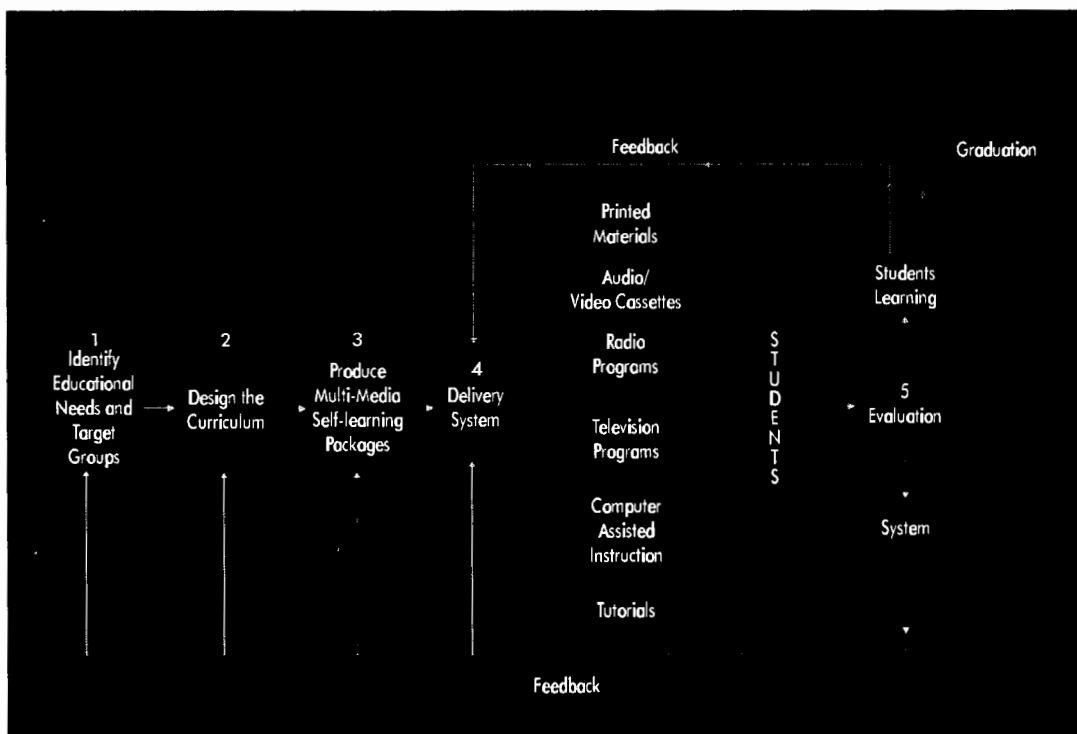 Feedback
Graduation
1
Identify
Educational
Needs and
Target
Groups
2
Design the
Curriculum
3
Produce
Multi-Media
Self-learning
Packages
4
Delivery
System
Printed
Materials
Audio/
Video Cassettes
Radio
Programs
Television
Programs
Computer
Assisted
Instruction
Tutorials
STUDENTS
Students
Learning
5
Evaluation
System
Feedback